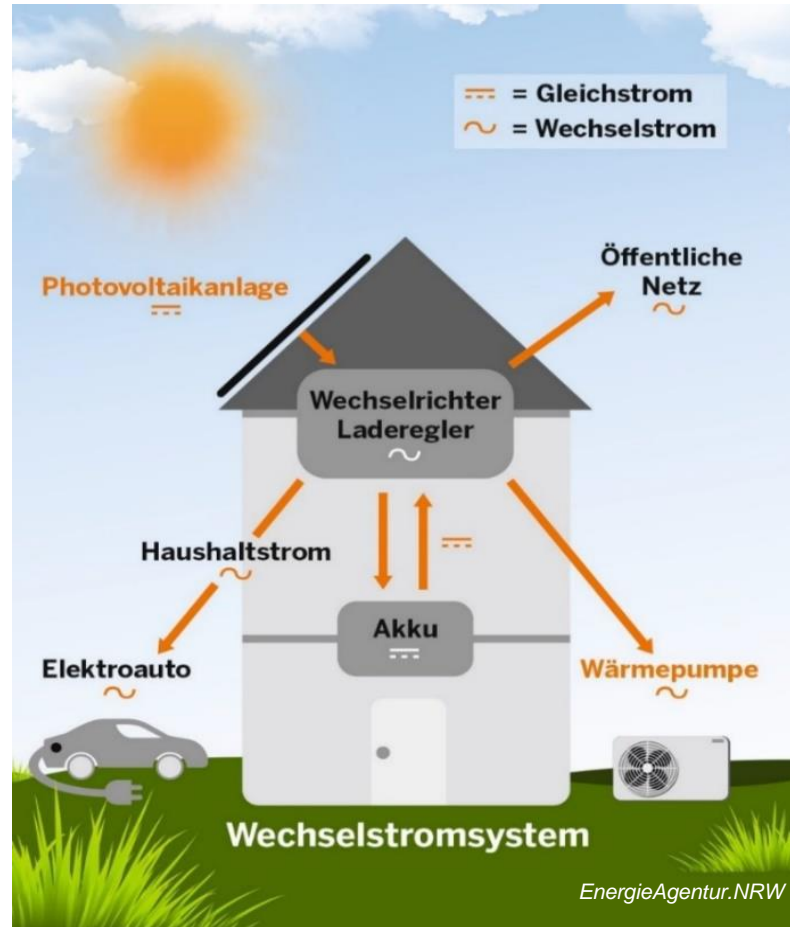 = Gleichstrom
= Wechselstrom
Öffentliche
Netz
Photovoltaikanlage
Wechselrichter
Laderegler
Haushaltstrom
Akku
Elektroauto
Wärmepumpe
Wechselstromsystem
EnergieAgentur.NRW